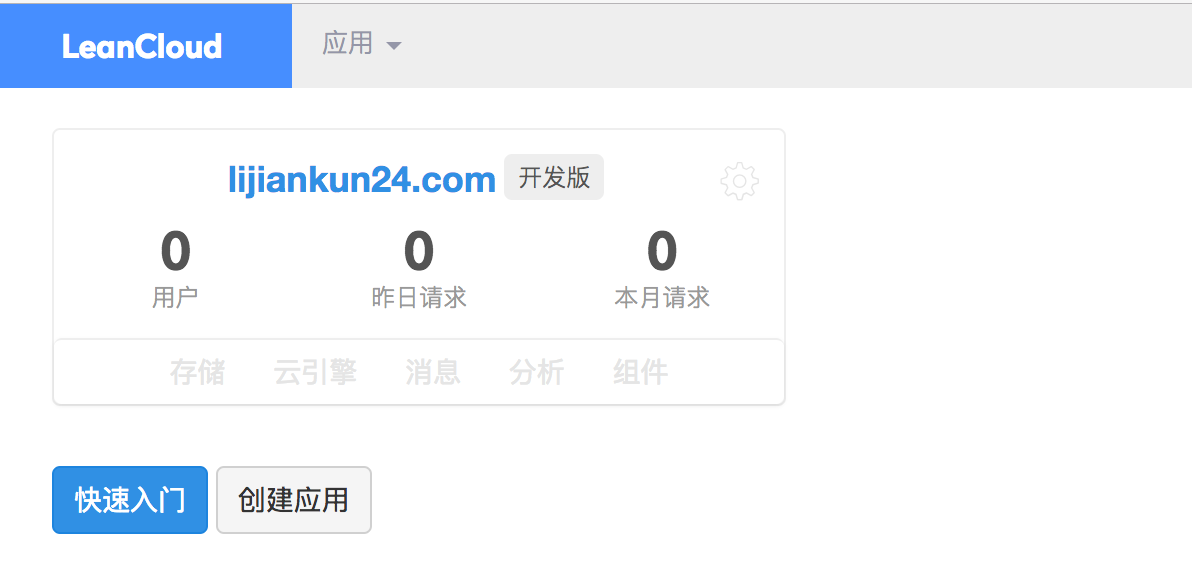 LeanCloud 应用
lijiankun24.com 开发版
0 0 0
用户 昨日请求 本月请求
存储 云引擎 消息 分析 组件
快速入门 创建应用